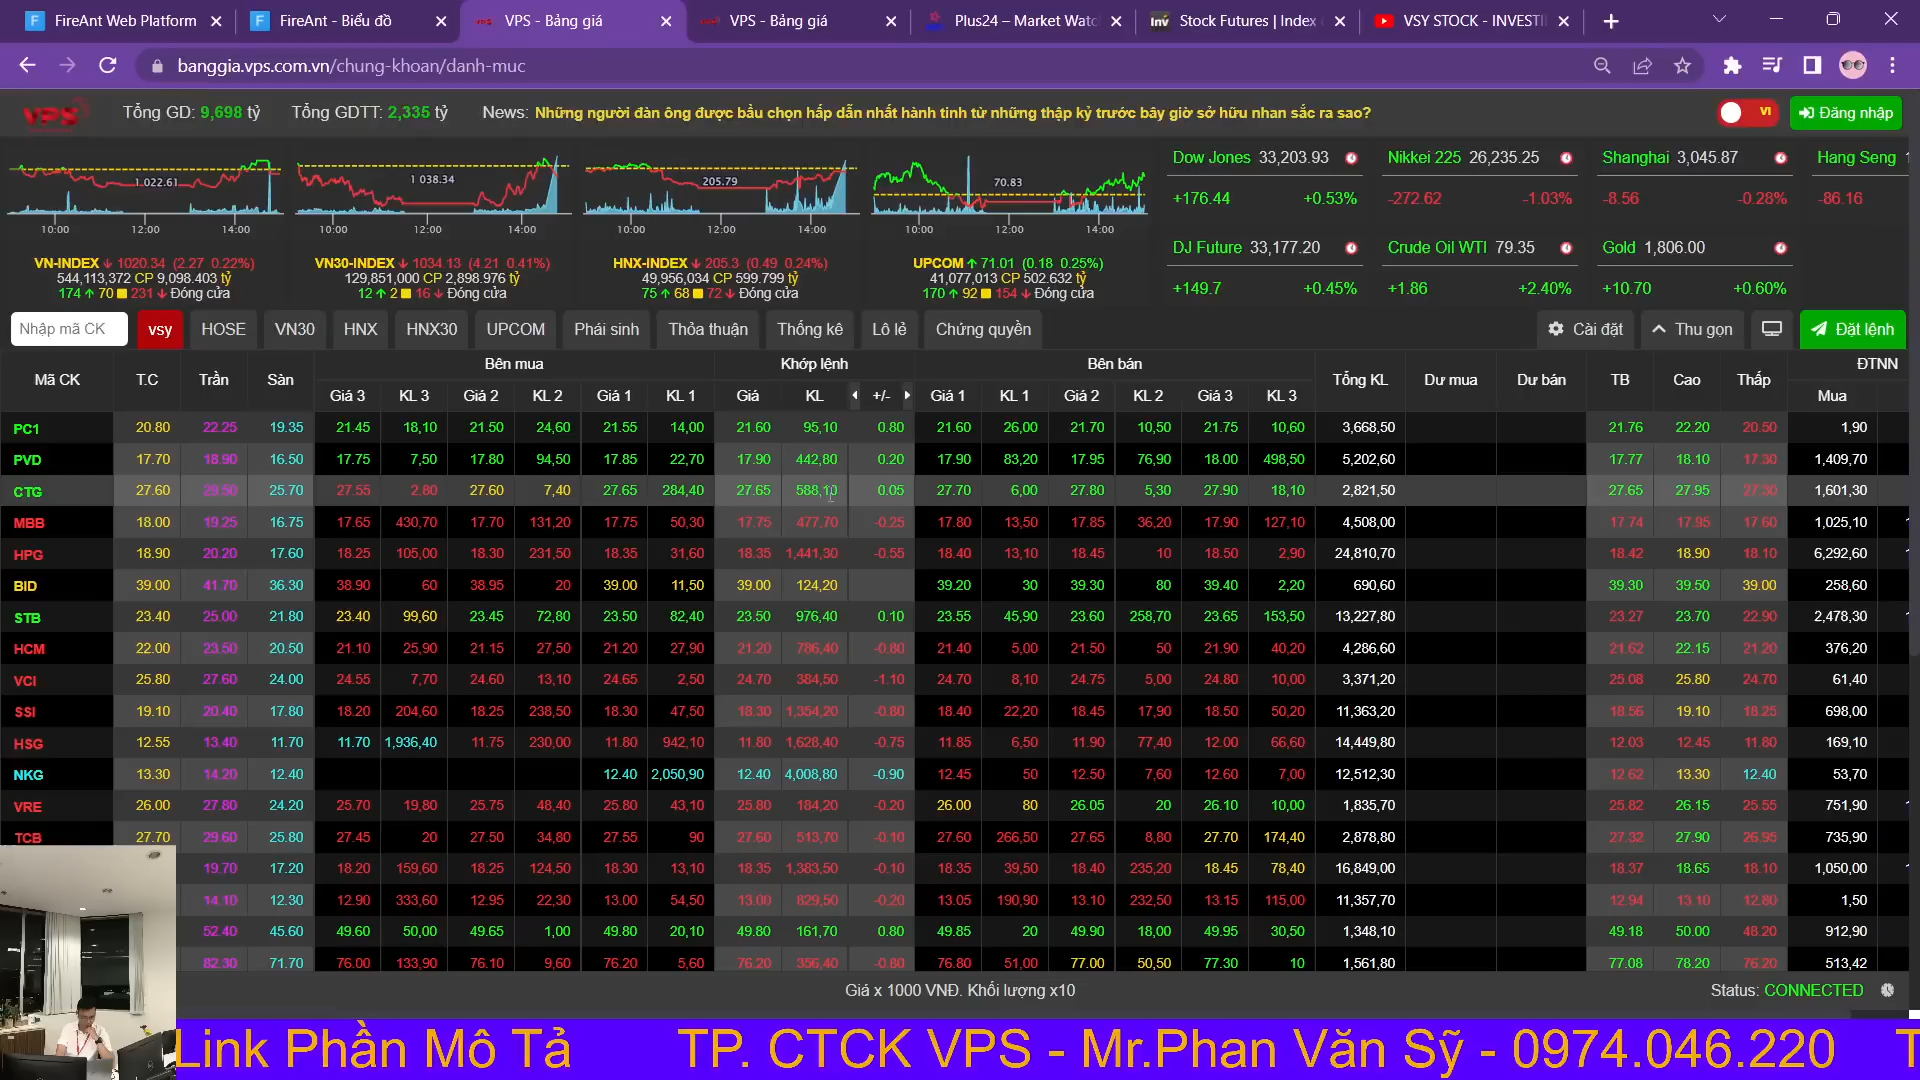 FireAnt Web Platform FireAnt - Biểu đồ VPS - Bảng giá VPS - Bảng giá Plus24 – Market Watc Stock Futures | Index VSY STOCK - INVESTI
banggia.vps.com.vn/chung-khoan/danh-muc
VPS Tổng GD: 9,698 tỷ Tổng GDTT: 2,335 tỷ News: Những người đàn ông được bầu chọn hấp dẫn nhất hành tinh từ những thập kỷ trước bây giờ sở hữu nhan sắc ra sao? VI Đăng nhập
1 022.61 1 038.34 205.79 70.83
10:00 12:00 14:00 10:00 12:00 14:00 10:00 12:00 14:00 10:00 12:00 14:00
Dow Jones 33,203.93 Nikkei 225 26,235.25 Shanghai 3,045.87 Hang Seng
+176.44 +0.53% -272.62 -1.03% -8.56 -0.28% -86.16
DJ Future 33,177.20 Crude Oil WTI 79.35 Gold 1,806.00
+149.7 +0.45% +1.86 +2.40% +10.70 +0.60%
VN-INDEX 1020.34 (2.27 0.22%) VN30-INDEX 1034.13 (4.21 0.41%) HNX-INDEX 205.3 (0.49 0.24%) UPCOM 71.01 (0.18 0.25%)
544,113,372 CP 9,098.403 tỷ 129,851,000 CP 2,898.976 tỷ 49,956,034 CP 599.799 tỷ 41,077,013 CP 502.632 tỷ
174 70 231 Đóng cửa 12 2 16 Đóng cửa 75 68 72 Đóng cửa 170 92 154 Đóng cửa
Nhập mã CK vsy HOSE VN30 HNX HNX30 UPCOM Phái sinh Thỏa thuận Thống kê Lô lẻ Chứng quyền Cài đặt Thu gọn Đặt lệnh
Mã CK T.C Trần Sàn Bên mua Khớp lệnh Bên bán Tổng KL Dư mua Dư bán TB Cao Thấp ĐTNN
Giá 3 KL 3 Giá 2 KL 2 Giá 1 KL 1 Giá KL +/- Giá 1 KL 1 Giá 2 KL 2 Giá 3 KL 3 Mua
PC1 20.80 22.25 19.35 21.45 18,10 21.50 24,60 21.55 14,00 21.60 95,10 0.80 21.60 26,00 21.70 10,50 21.75 10,60 3,668,50 21.76 22.20 20.50 1,90
PVD 17.70 18.90 16.50 17.75 7,50 17.80 94,50 17.85 22,70 17.90 442,80 0.20 17.90 83,20 17.95 76,90 18.00 498,50 5,202,60 17.77 18.10 17.30 1,409,70
CTG 27.60 29.50 25.70 27.55 2,80 27.60 7,40 27.65 284,40 27.65 588,10 0.05 27.70 6,00 27.80 5,30 27.90 18,10 2,821,50 27.65 27.95 27.30 1,601,30
MBB 18.00 19.25 16.75 17.65 430,70 17.70 131,20 17.75 50,30 17.75 477,70 -0.25 17.80 13,50 17.85 36,20 17.90 127,10 4,508,00 17.74 17.95 17.60 1,025,10
HPG 18.90 20.20 17.60 18.25 105,00 18.30 231,50 18.35 31,60 18.35 1,441,30 -0.55 18.40 13,10 18.45 10 18.50 2,90 24,810,70 18.42 18.90 18.10 6,292,60
BID 39.00 41.70 36.30 38.90 60 38.95 20 39.00 11,50 39.00 124,20 39.20 30 39.30 80 39.40 2,20 690,60 39.30 39.50 39.00 258,60
STB 23.40 25.00 21.80 23.40 99,60 23.45 72,80 23.50 82,40 23.50 976,40 0.10 23.55 45,90 23.60 258,70 23.65 153,50 13,227,80 23.27 23.70 22.90 2,478,30
HCM 22.00 23.50 20.50 21.10 25,90 21.15 27,50 21.20 27,90 21.20 786,40 -0.80 21.40 5,00 21.50 50 21.90 40,20 4,286,60 21.62 22.15 21.20 376,20
VCI 25.80 27.60 24.00 24.55 7,70 24.60 13,10 24.65 2,50 24.70 384,50 -1.10 24.70 8,10 24.75 5,00 24.80 10,00 3,371,20 25.08 25.80 24.70 61,40
SSI 19.10 20.40 17.80 18.20 204,60 18.25 238,50 18.30 47,50 18.30 1,354,20 -0.80 18.40 22,20 18.45 17,90 18.50 50,20 11,363,20 18.56 19.10 18.25 698,00
HSG 12.55 13.40 11.70 11.70 1,936,40 11.75 230,00 11.80 942,10 11.80 1,628,40 -0.75 11.85 6,50 11.90 77,40 12.00 66,60 14,449,80 12.03 12.45 11.80 169,10
NKG 13.30 14.20 12.40 12.40 2,050,90 12.40 4,008,80 -0.90 12.45 50 12.50 7,60 12.60 7,00 12,512,30 12.62 13.30 12.40 53,70
VRE 26.00 27.80 24.20 25.70 19,80 25.75 48,40 25.80 43,10 25.80 184,20 -0.20 26.00 80 26.05 20 26.10 10,00 1,835,70 25.82 26.15 25.55 751,90
TCB 27.70 29.60 25.80 27.45 20 27.50 34,80 27.55 90 27.60 513,70 -0.10 27.60 266,50 27.65 8,80 27.70 174,40 2,878,80 27.32 27.90 26.95 735,90
19.70 17.20 18.20 159,60 18.25 124,50 18.30 13,10 18.35 1,383,50 -0.10 18.35 39,50 18.40 235,20 18.45 78,40 16,849,00 18.37 18.65 18.10 1,050,00
14.10 12.30 12.90 333,60 12.95 22,30 13.00 54,50 13.00 829,50 -0.20 13.05 190,90 13.10 232,50 13.15 115,00 11,357,70 12.94 13.10 12.80 1,50
52.40 45.60 49.60 50,00 49.65 1,00 49.80 20,10 49.80 161,70 0.80 49.85 20 49.90 18,00 49.95 30,50 1,348,10 49.18 50.00 48.20 912,90
82.30 71.70 76.00 133,90 76.10 9,60 76.20 5,60 76.20 356,40 -0.80 76.80 51,00 77.00 50,50 77.30 10 1,561,80 77.08 78.20 76.20 513,42
Giá x 1000 VNĐ. Khối lượng x10 Status: CONNECTED
Link Phần Mô Tả TP. CTCK VPS - Mr.Phan Văn Sỹ - 0974.046.220 T